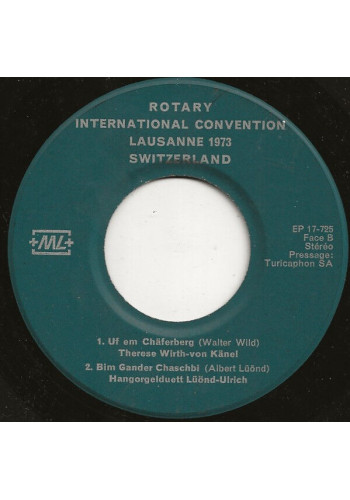 ROTARY
INTERNATIONAL CONVENTION
LAUSANNE 1973
SWITZERLAND
ML
EP 17-725
Face B
Stéréo
Pressage:
Turicaphon SA
1. Uf em Chäferberg (Walter Wild)
Therese Wirth-von Känel
2. Bim Gander Chaschbi (Albert Lüönd)
Hangorgelduett Lüönd-Ulrich